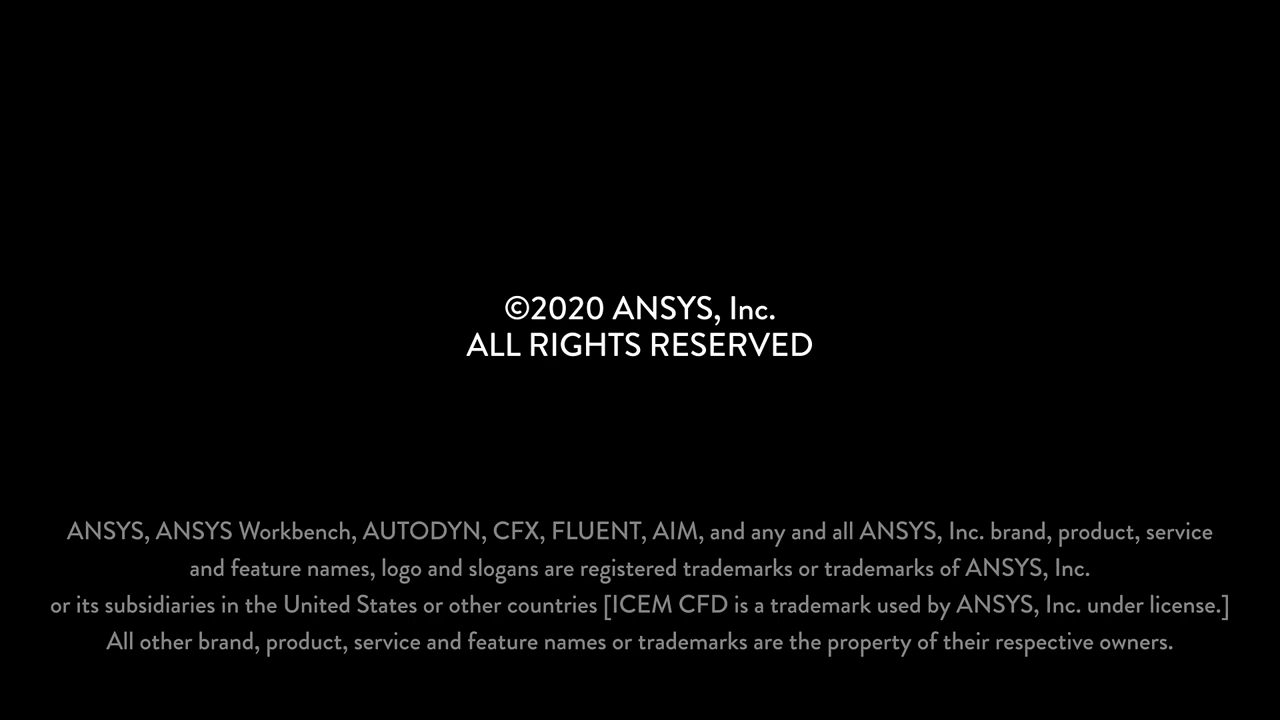 ©2020 ANSYS, Inc.
ALL RIGHTS RESERVED
ANSYS, ANSYS Workbench, AUTODYN, CFX, FLUENT, AIM, and any and all ANSYS, Inc. brand, product, service
and feature names, logo and slogans are registered trademarks or trademarks of ANSYS, Inc.
or its subsidiaries in the United States or other countries [ICEM CFD is a trademark used by ANSYS, Inc. under license.]
All other brand, product, service and feature names or trademarks are the property of their respective owners.